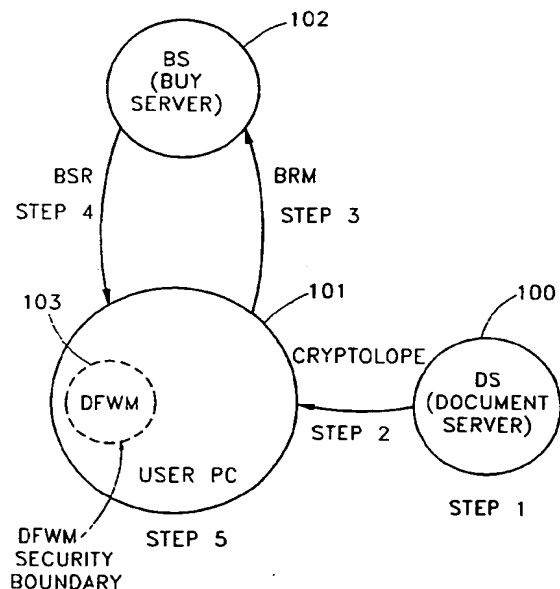 102
BS
(BUY
SERVER)
BSR
BRM
STEP 4
STEP 3
103
101
100
CRYPTOLOPE
DS
(DOCUMENT
SERVER)
DFWM
STEP 2
USER PC
STEP 1
DFWM
SECURITY
BOUNDARY
STEP 5